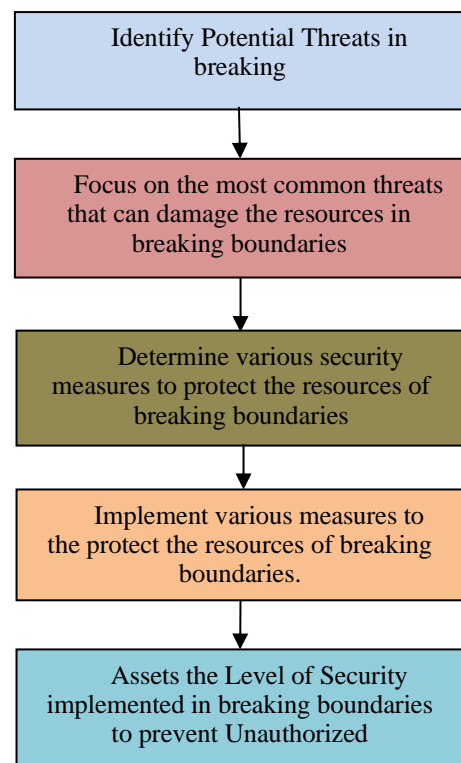 Identify Potential Threats in
breaking
Focus on the most common threats
that can damage the resources in
breaking boundaries
Determine various security
measures to protect the resources of
breaking boundaries
Implement various measures to
the protect the resources of breaking
boundaries.
Assets the Level of Security
implemented in breaking boundaries
to prevent Unauthorized